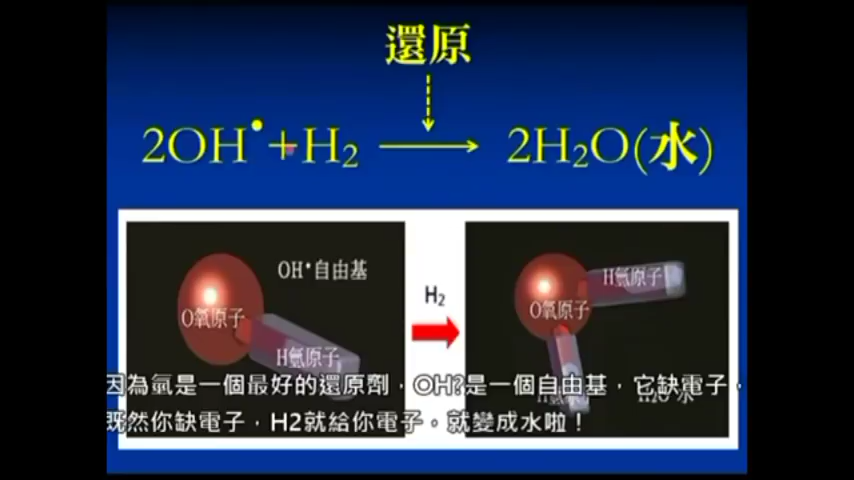 還原
2OH•+H₂ → 2H₂O(水)
OH•自由基
O氧原子
H氫原子
H₂
H氫原子
O氧原子
H₂O 水
因為氫是一個最好的還原劑，OH?是一個自由基，它缺電子，
既然你缺電子，H2就給你電子，就變成水啦！